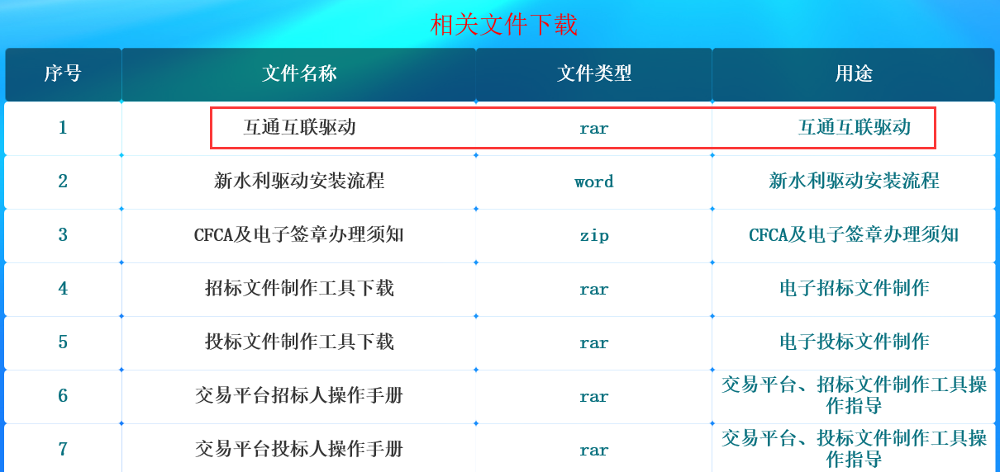 相关文件下载
序号 文件名称 文件类型 用途
1 互通互联驱动 rar 互通互联驱动
2 新水利驱动安装流程 word 新水利驱动安装流程
3 CFCA及电子签章办理须知 zip CFCA及电子签章办理须知
4 招标文件制作工具下载 rar 电子招标文件制作
5 投标文件制作工具下载 rar 电子投标文件制作
6 交易平台招标人操作手册 rar 交易平台、招标文件制作工具操
作指导
7 交易平台投标人操作手册 rar 交易平台、投标文件制作工具操
作指导